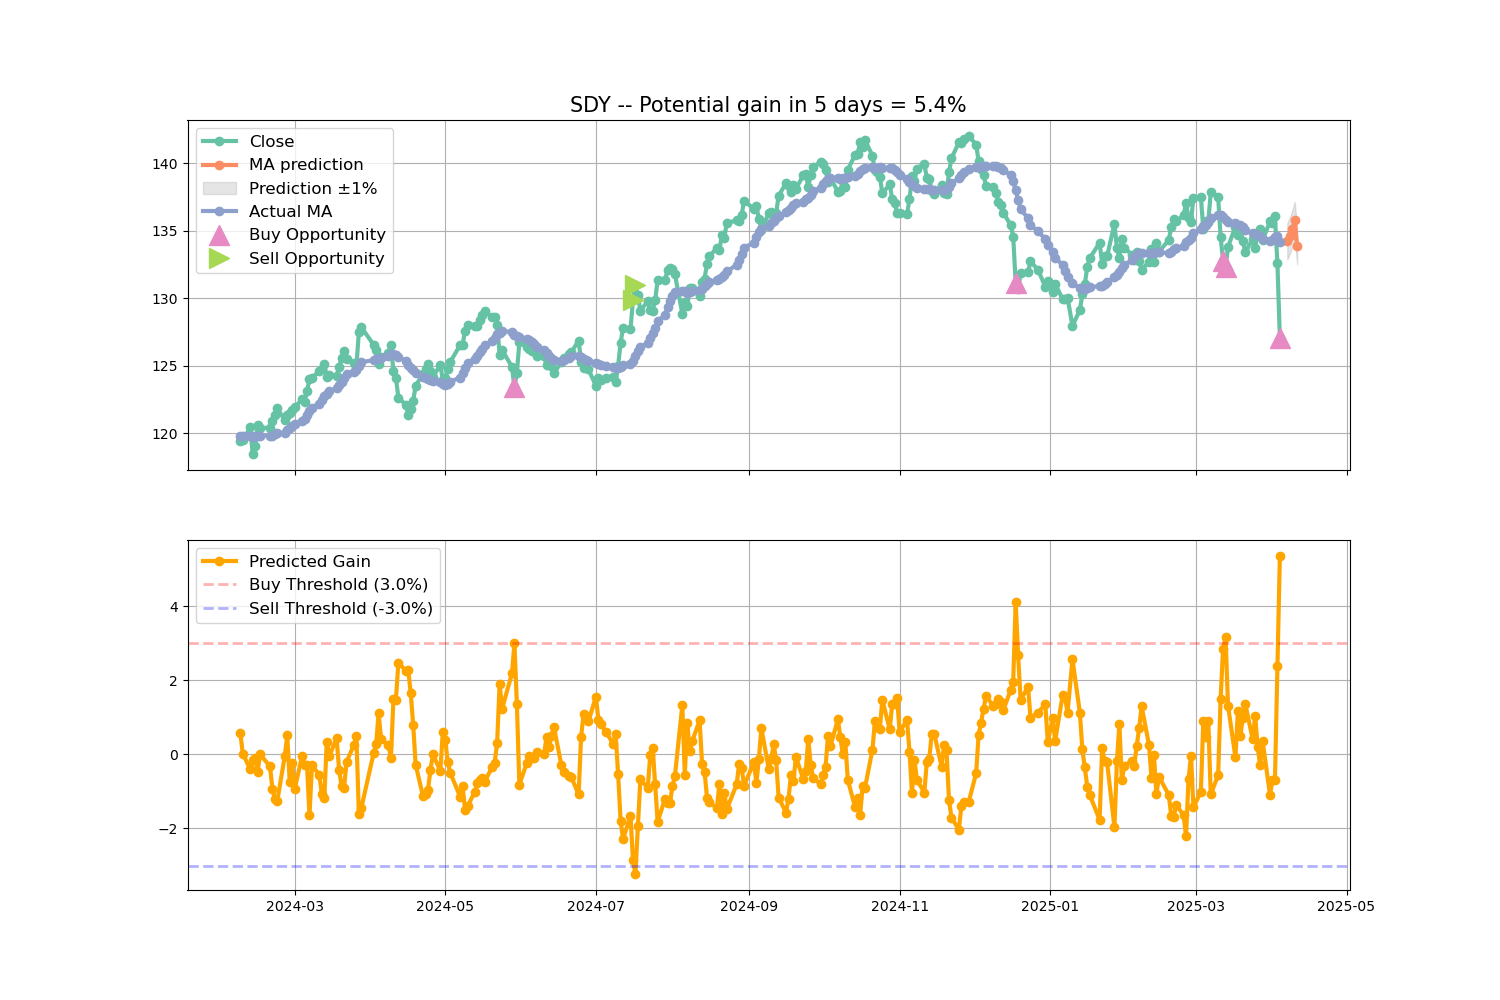 SDY -- Potential gain in 5 days = 5.4%
Close
MA prediction
Prediction ±1%
Actual MA
Buy Opportunity
Sell Opportunity
140
135
130
125
120
Predicted Gain
Buy Threshold (3.0%)
Sell Threshold (-3.0%)
4
2
0
−2
2024-03
2024-05
2024-07
2024-09
2024-11
2025-01
2025-03
2025-05